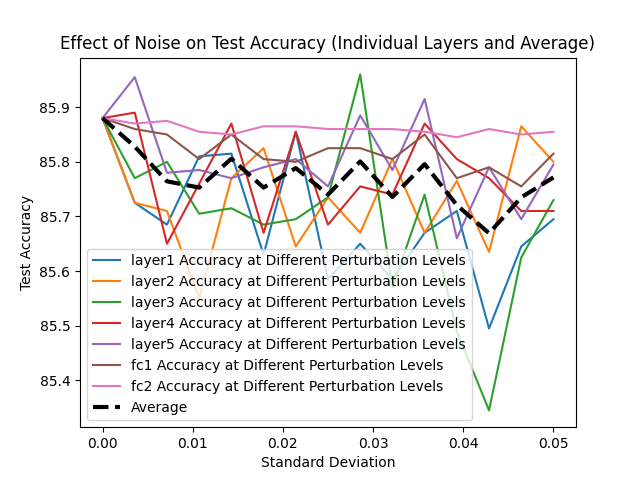 Effect of Noise on Test Accuracy (Individual Layers and Average)
85.9
85.8
85.7
85.6
85.5
85.4
Test Accuracy
layer1 Accuracy at Different Perturbation Levels
layer2 Accuracy at Different Perturbation Levels
layer3 Accuracy at Different Perturbation Levels
layer4 Accuracy at Different Perturbation Levels
layer5 Accuracy at Different Perturbation Levels
fc1 Accuracy at Different Perturbation Levels
fc2 Accuracy at Different Perturbation Levels
Average
0.00 0.01 0.02 0.03 0.04 0.05
Standard Deviation